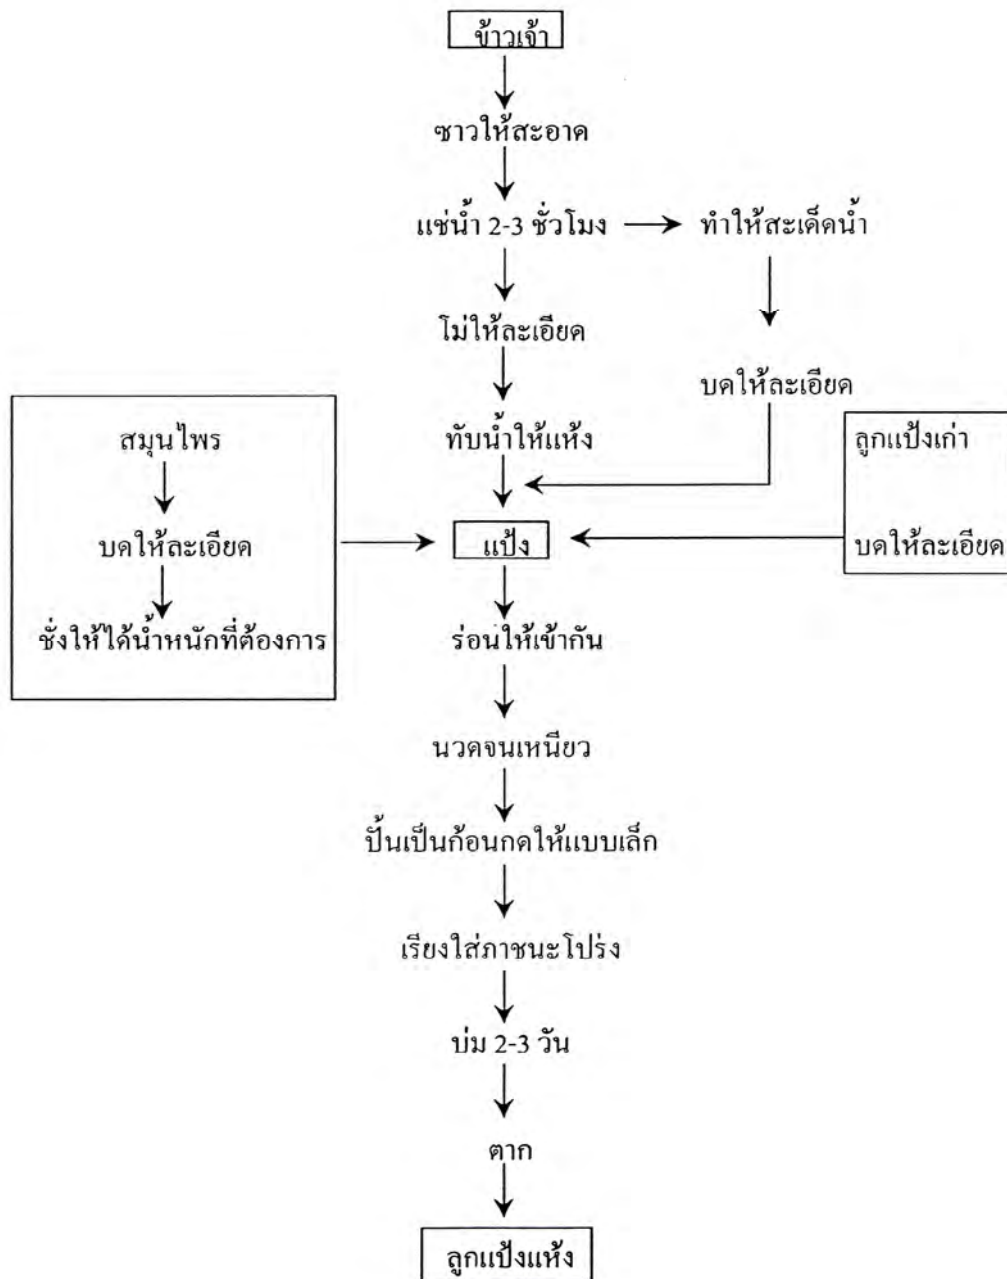 ข้าวเจ้า
ซาวให้สะอาด
แช่น้ำ 2-3 ชั่วโมง
ทำให้สะเด็ดน้ำ
โม่ให้ละเอียด
บดให้ละเอียด
ทับน้ำให้แห้ง
สมุนไพร
บดให้ละเอียด
ชั่งให้ได้น้ำหนักที่ต้องการ
ลูกแป้งเก่า
บดให้ละเอียด
แป้ง
ร่อนให้เข้ากัน
นวดจนเหนียว
ปั้นเป็นก้อนกดให้แบบเล็ก
เรียงใส่ภาชนะโปร่ง
บ่ม 2-3 วัน
ตาก
ลูกแป้งแห้ง